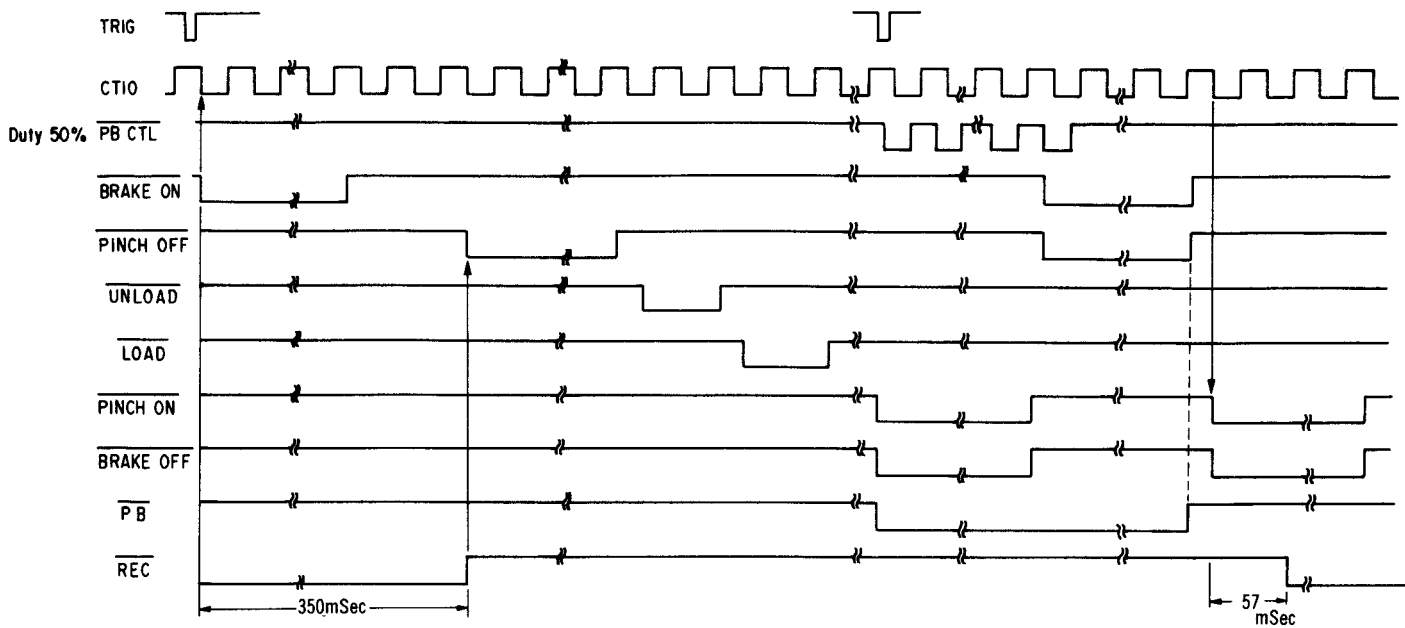 TRIG
CTIO
Duty 50% PB CTL
BRAKE ON
PINCH OFF
UNLOAD
LOAD
PINCH ON
BRAKE OFF
PB
REC
350mSec
57
mSec